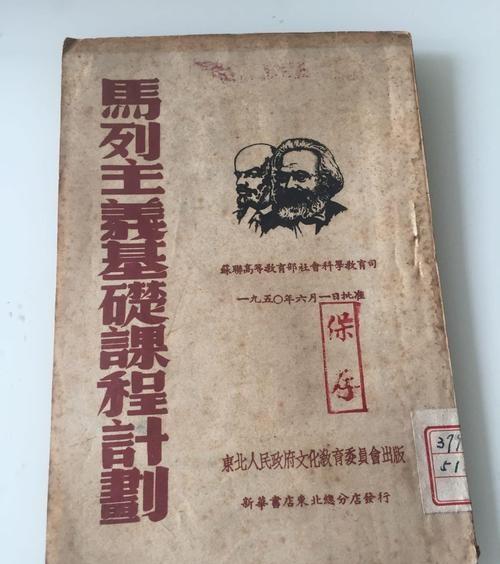 馬列主義基礎課程計劃
蘇聯高等教育部社會科學教育司
一九五〇年六月一日批准
保存
東北人民政府文化教育委員會出版
新華書店東北總分店發行
379
51